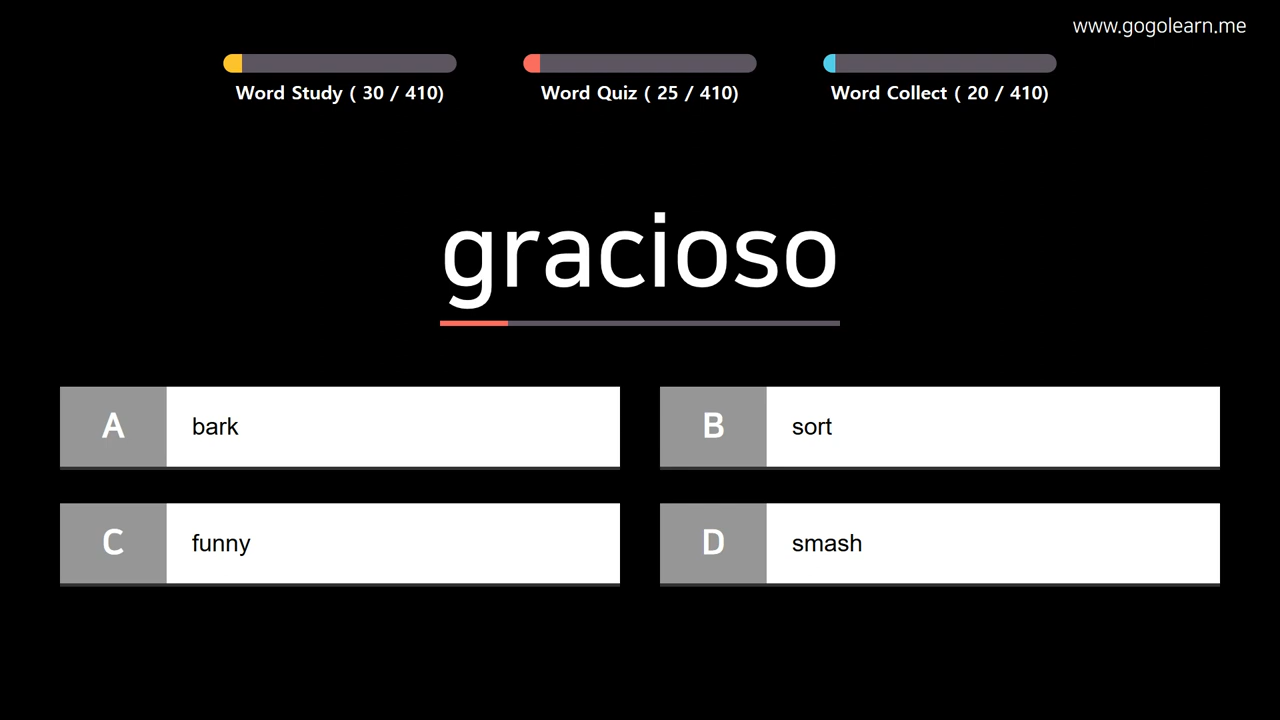 www.gogolearn.me
Word Study ( 30 / 410)
Word Quiz ( 25 / 410)
Word Collect ( 20 / 410)
gracioso
A bark
B sort
C funny
D smash